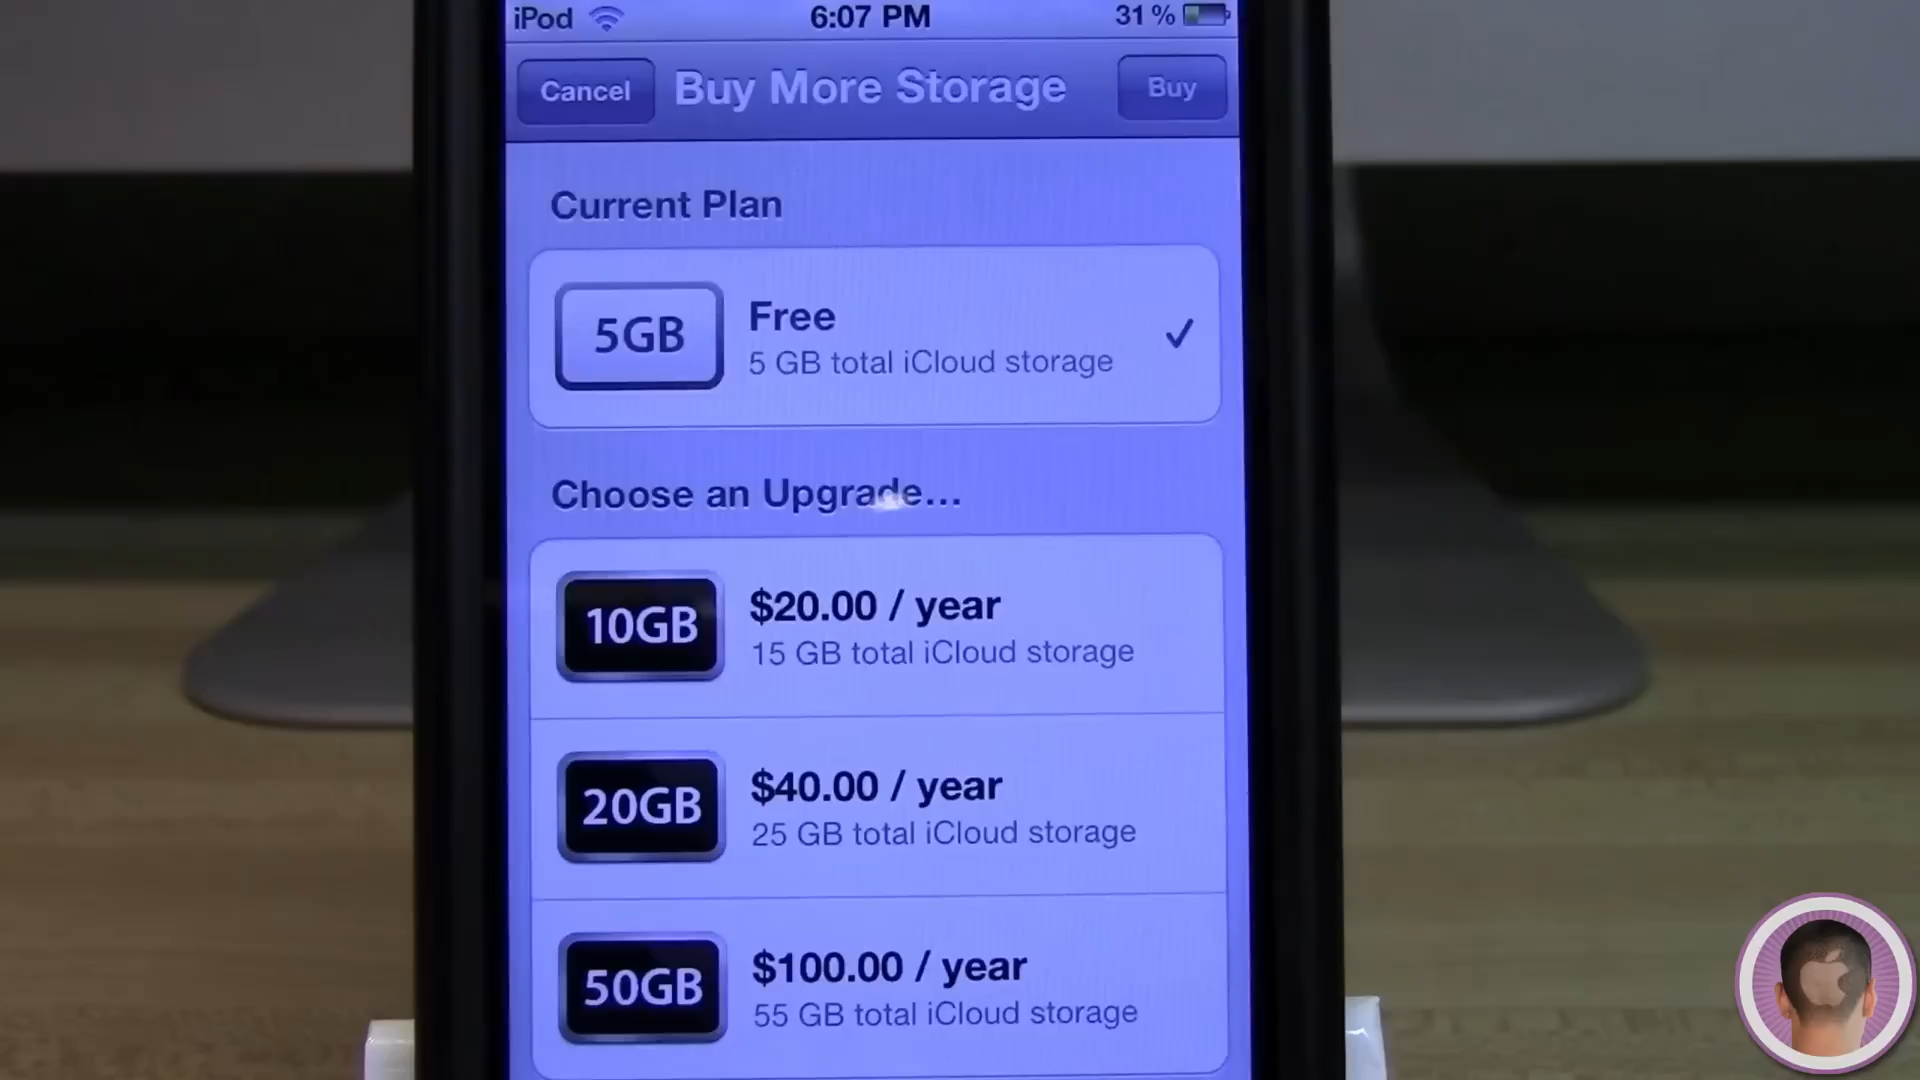 iPod 6:07 PM 31 %
Cancel Buy More Storage Buy
Current Plan
5GB
Free
5 GB total iCloud storage
Choose an Upgrade...
10GB
$20.00 / year
15 GB total iCloud storage
20GB
$40.00 / year
25 GB total iCloud storage
50GB
$100.00 / year
55 GB total iCloud storage